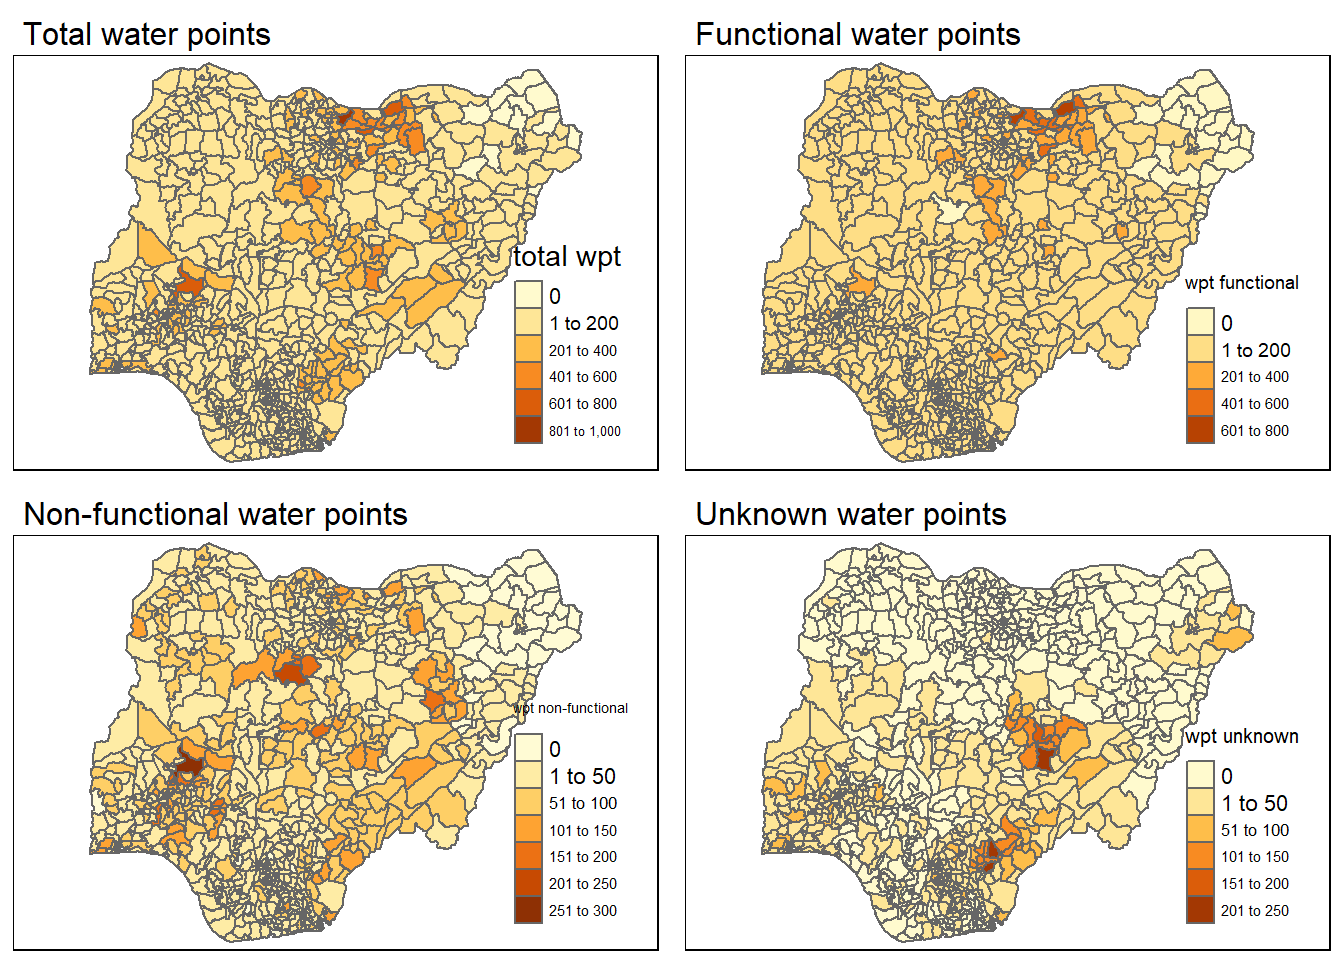 Total water points
total wpt
0
1 to 200
201 to 400
401 to 600
601 to 800
801 to 1,000
Functional water points
wpt functional
0
1 to 200
201 to 400
401 to 600
601 to 800
Non-functional water points
wpt non-functional
0
1 to 50
51 to 100
101 to 150
151 to 200
201 to 250
251 to 300
Unknown water points
wpt unknown
0
1 to 50
51 to 100
101 to 150
151 to 200
201 to 250